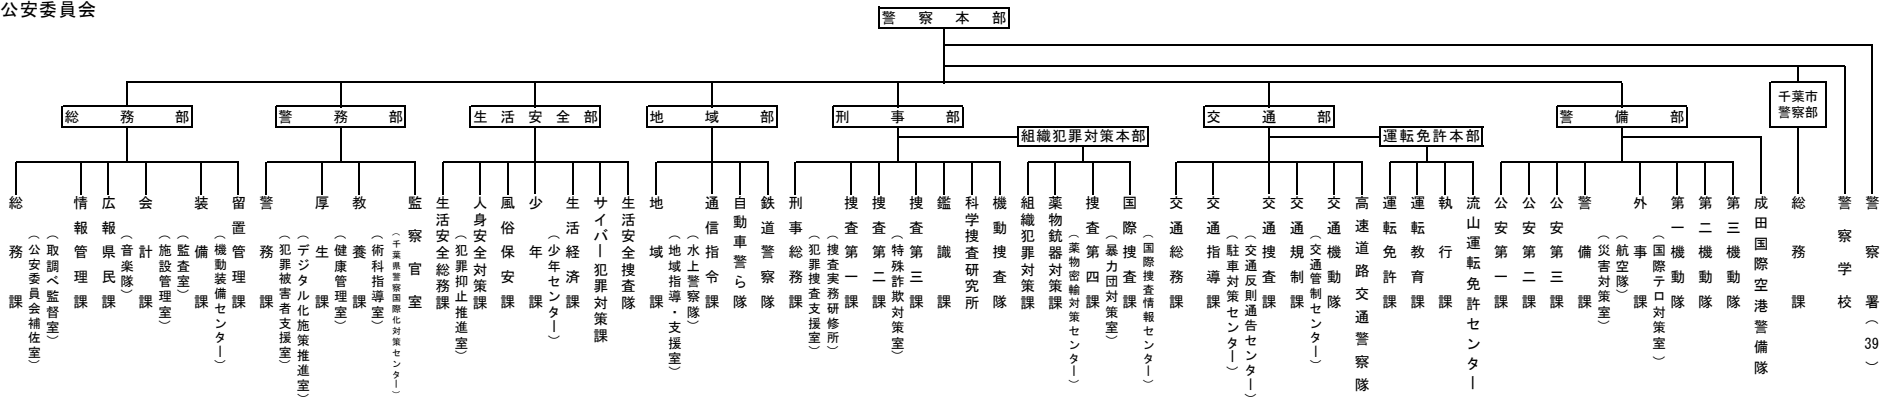 公安委員会
警察本部
総務部
警務部
生活安全部
地域部
刑事部
交通部
警備部
千葉市
警察部
組織犯罪対策本部
運転免許本部
総務課
（公安委員会補佐室）
（取調べ監督室）
情報管理課
広報県民課
（音楽隊）
会計課
（施設管理室）
（監査室）
装備課
（機動装備センター）
留置管理課
警務課
（犯罪被害者支援室）
（デジタル化施策推進室）
厚生課
（健康管理室）
教養課
（術科指導室）
（千葉県警察国際化対策センター）
監察官室
生活安全総務課
（犯罪抑止推進室）
人身安全対策課
風俗保安課
少年課
（少年センター）
生活経済課
サイバー犯罪対策課
生活安全捜査隊
地域課
（地域指導・支援室）
（水上警察隊）
通信指令課
自動車警ら隊
鉄道警察隊
刑事総務課
（犯罪捜査支援室）
（捜査実務研修所）
捜査第一課
捜査第二課
（特殊詐欺対策室）
捜査第三課
鑑識課
科学捜査研究所
機動捜査隊
組織犯罪対策課
薬物銃器対策課
（薬物密輸対策センター）
捜査第四課
（暴力団対策室）
国際捜査課
（国際捜査情報センター）
交通総務課
交通指導課
（駐車対策センター）
（交通反則通告センター）
交通捜査課
交通規制課
（交通管制センター）
交通機動隊
高速道路交通警察隊
運転免許課
運転教育課
執行課
流山運転免許センター
公安第一課
公安第二課
公安第三課
警備課
（災害対策室）
（航空隊）
外事課
（国際テロ対策室）
第一機動隊
第二機動隊
第三機動隊
成田国際空港警備隊
総務課
警察学校
警察署（39）